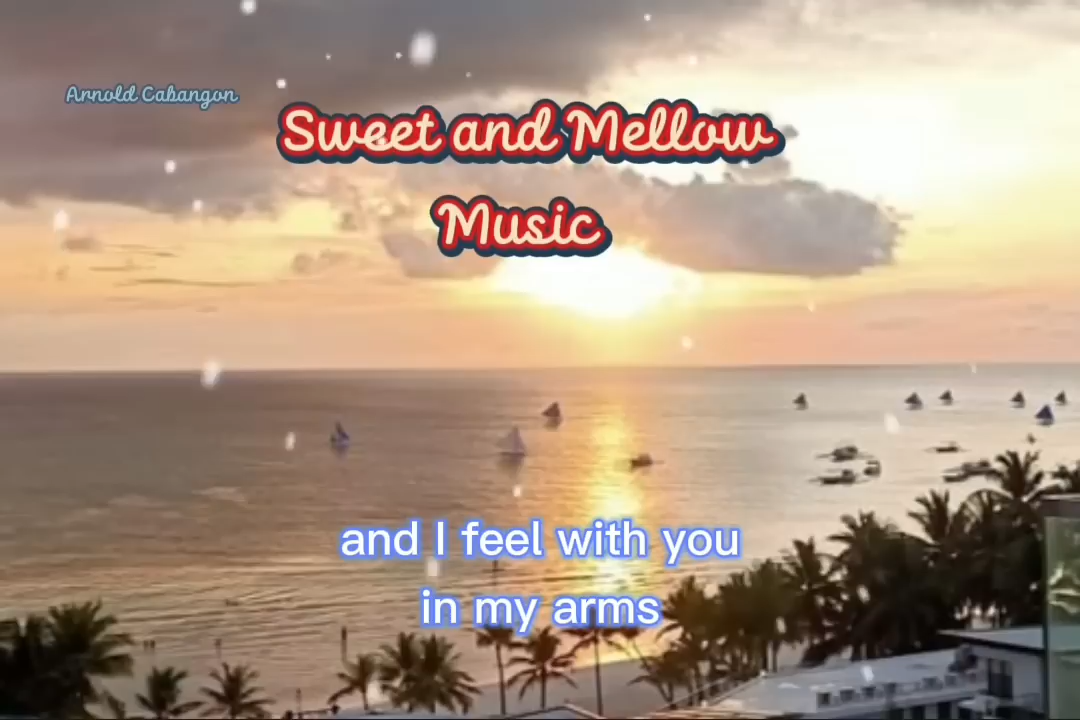 Arnold Cabangon
Sweet and Mellow
Music
and I feel with you
in my arms